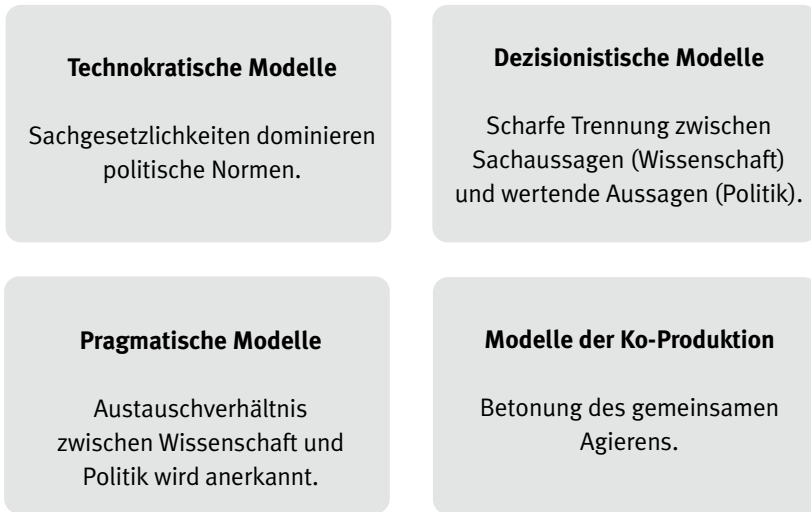 Technokratische Modelle
Sachgesetzlichkeiten dominieren
politische Normen.
Dezisionistische Modelle
Scharfe Trennung zwischen
Sachaussagen (Wissenschaft)
und wertende Aussagen (Politik).
Pragmatische Modelle
Austauschverhältnis
zwischen Wissenschaft und
Politik wird anerkannt.
Modelle der Ko-Produktion
Betonung des gemeinsamen
Agierens.